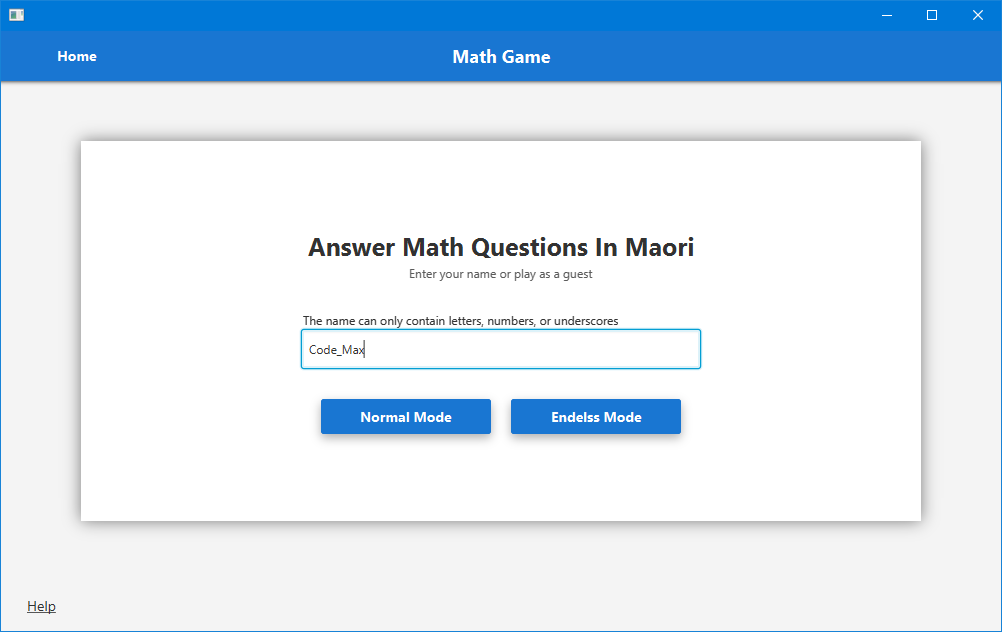 Home
Math Game
Answer Math Questions In Maori
Enter your name or play as a guest
The name can only contain letters, numbers, or underscores
Code_Max
Normal Mode
Endelss Mode
Help